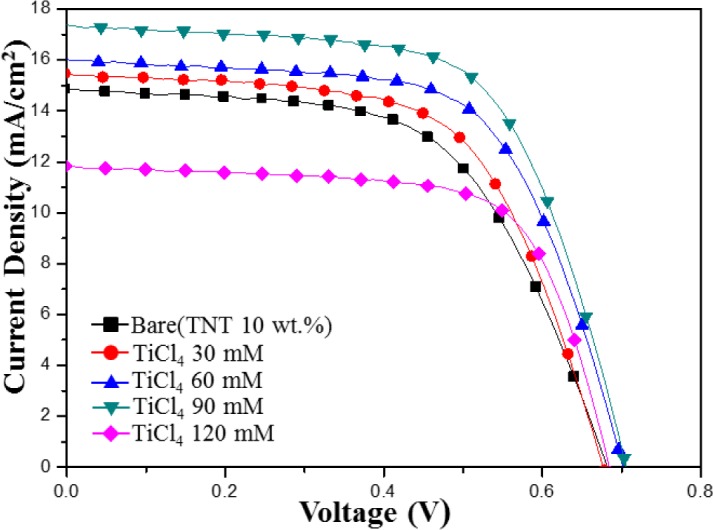 18
16
14
12
10
8
6
4
2
0
Current Density (mA/cm²)
Bare(TNT 10 wt.%)
TiCl₄ 30 mM
TiCl₄ 60 mM
TiCl₄ 90 mM
TiCl₄ 120 mM
0.0 0.2 0.4 0.6 0.8
Voltage (V)